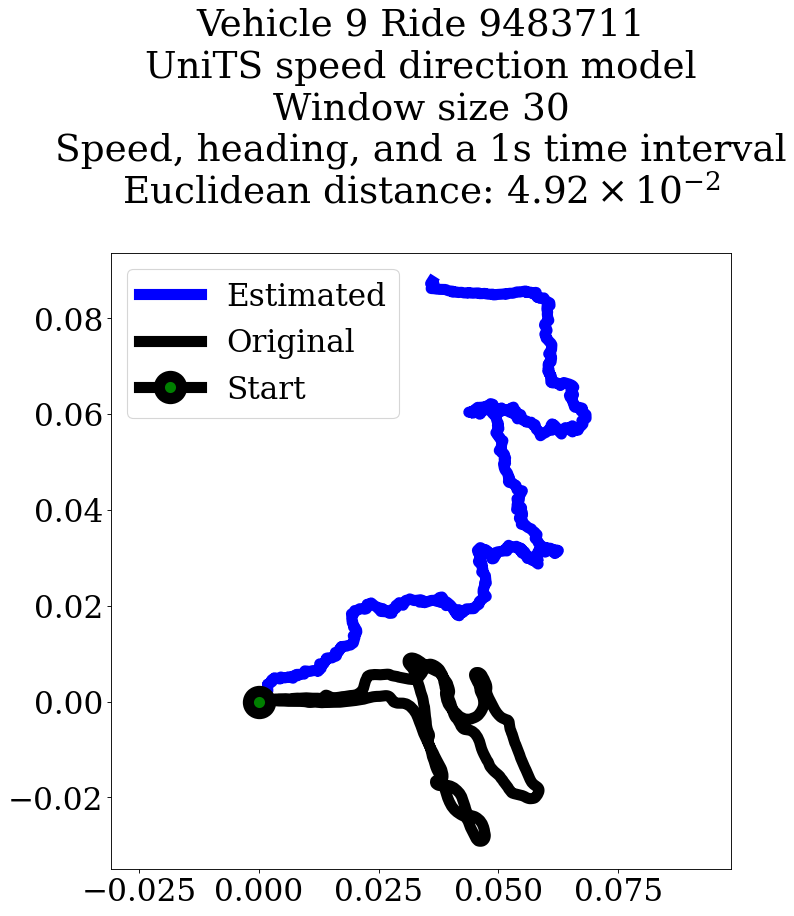 Vehicle 9 Ride 9483711
UniTS speed direction model
Window size 30
Speed, heading, and a 1s time interval
Euclidean distance: 4.92 × 10⁻²
Estimated
Original
Start
0.08
0.06
0.04
0.02
0.00
−0.02
−0.025 0.000 0.025 0.050 0.075